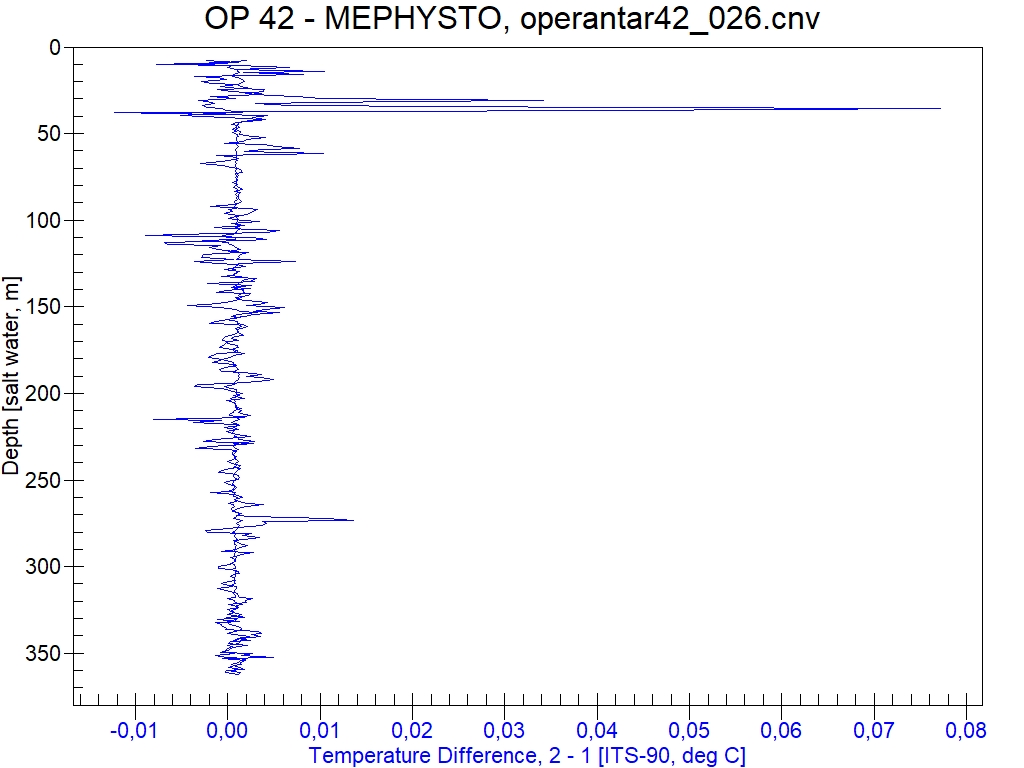 OP 42 - MEPHYSTO, operantar42_026.cnv
0
50
100
150
200
250
300
350
Depth [salt water, m]
-0,01 0,00 0,01 0,02 0,03 0,04 0,05 0,06 0,07 0,08
Temperature Difference, 2 - 1 [ITS-90, deg C]